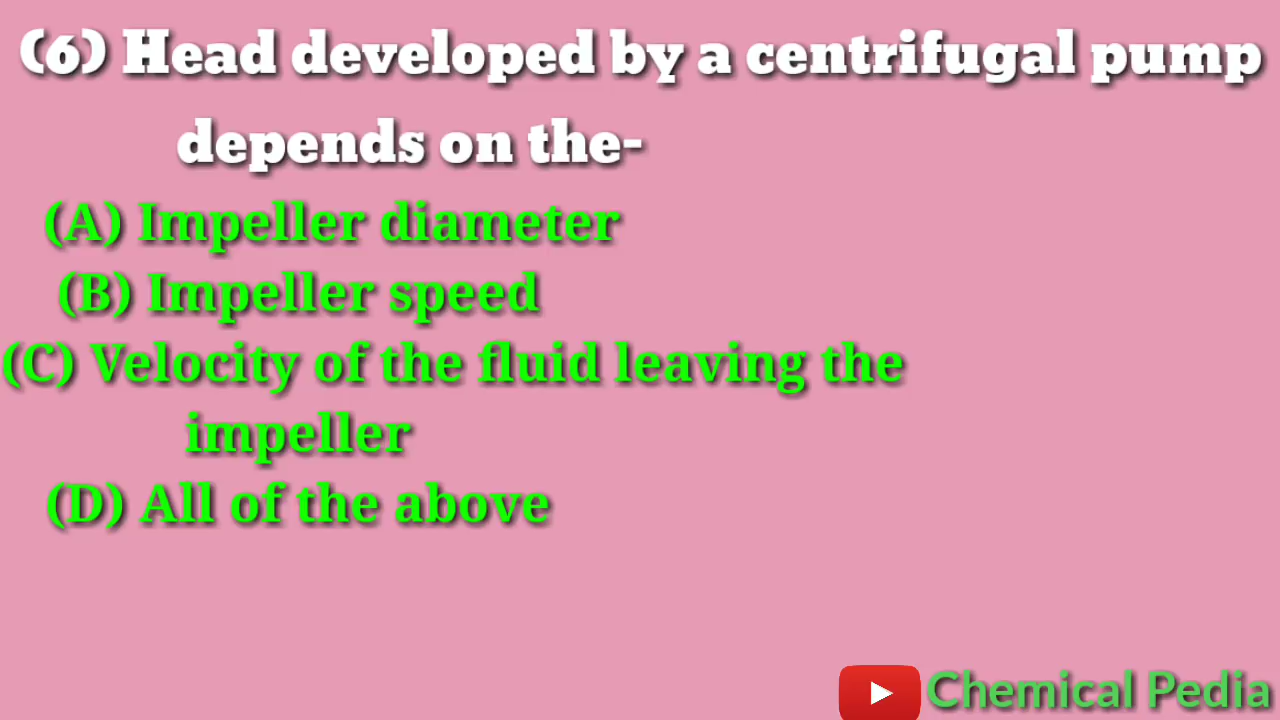 (6) Head developed by a centrifugal pump
depends on the-
(A) Impeller diameter
(B) Impeller speed
(C) Velocity of the fluid leaving the
impeller
(D) All of the above
Chemical Pedia